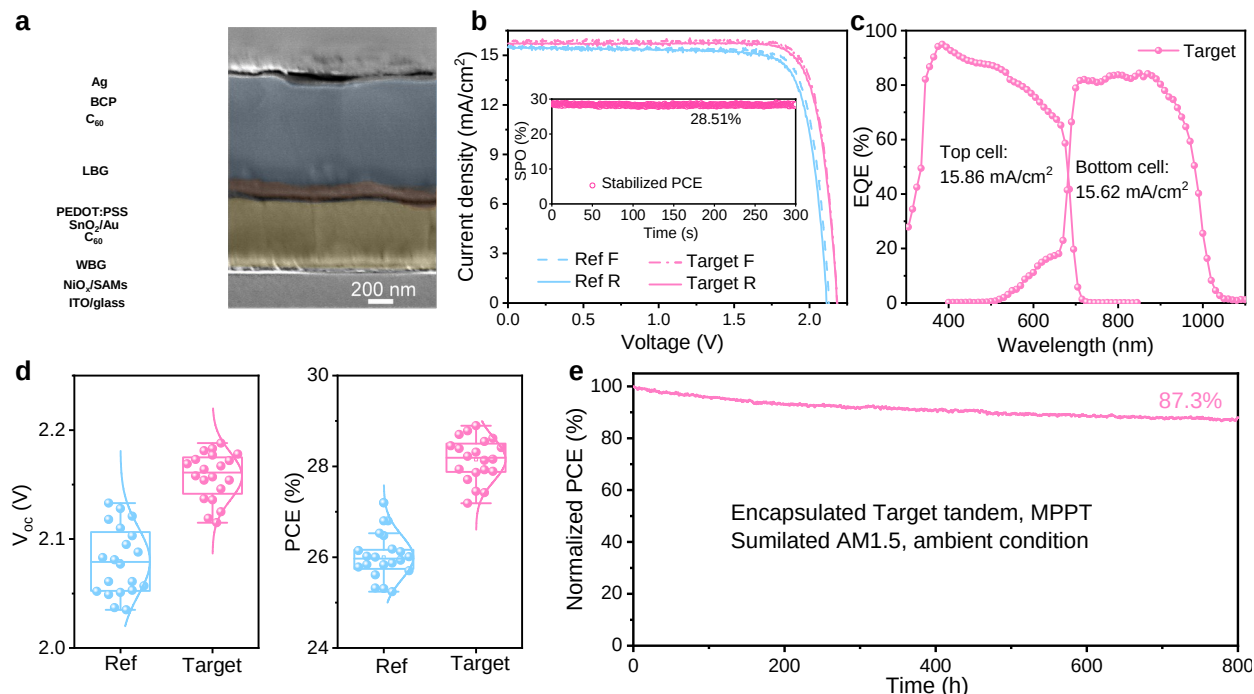 a
Ag
BCP
C60
LBG
PEDOT:PSS
SnO2/Au
C60
WBG
NiOx/SAMs
ITO/glass
200 nm
b
Current density (mA/cm2)
15.0
12.0
9.0
6.0
3.0
0
0.0
0.5
1.0
1.5
2.0
Voltage (V)
SPO (%)
30
20
10
0
28.51%
Stabilized PCE
0 50 100 150 200 250 300
Time (s)
Ref F
Ref R
Target F
Target R
c
EQE (%)
100
80
60
40
20
0
Target
Top cell:
15.86 mA/cm2
Bottom cell:
15.62 mA/cm2
400 600 800 1000
Wavelength (nm)
d
Voc (V)
2.2
2.1
2.0
Ref Target
PCE (%)
30
28
26
24
Ref Target
e
Normalized PCE (%)
100
80
60
40
20
0
87.3%
Encapsulated Target tandem, MPPT
Sumilated AM1.5, ambient condition
0 200 400 600 800
Time (h)